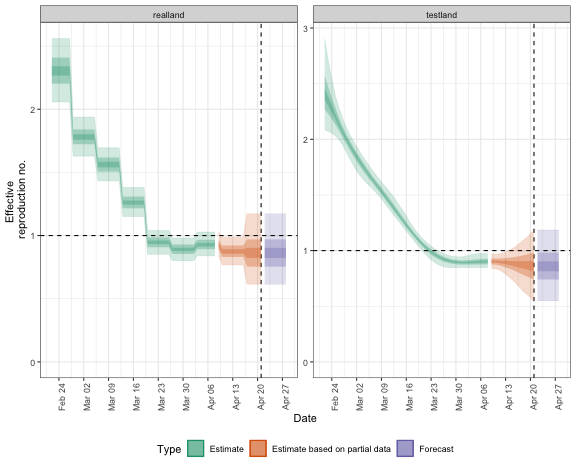 realland
testland
Effective
reproduction no.
2
1
0
3
2
1
0
Feb 24
Mar 02
Mar 09
Mar 16
Mar 23
Mar 30
Apr 06
Apr 13
Apr 20
Apr 27
Feb 24
Mar 02
Mar 09
Mar 16
Mar 23
Mar 30
Apr 06
Apr 13
Apr 20
Apr 27
Date
Type Estimate Estimate based on partial data Forecast